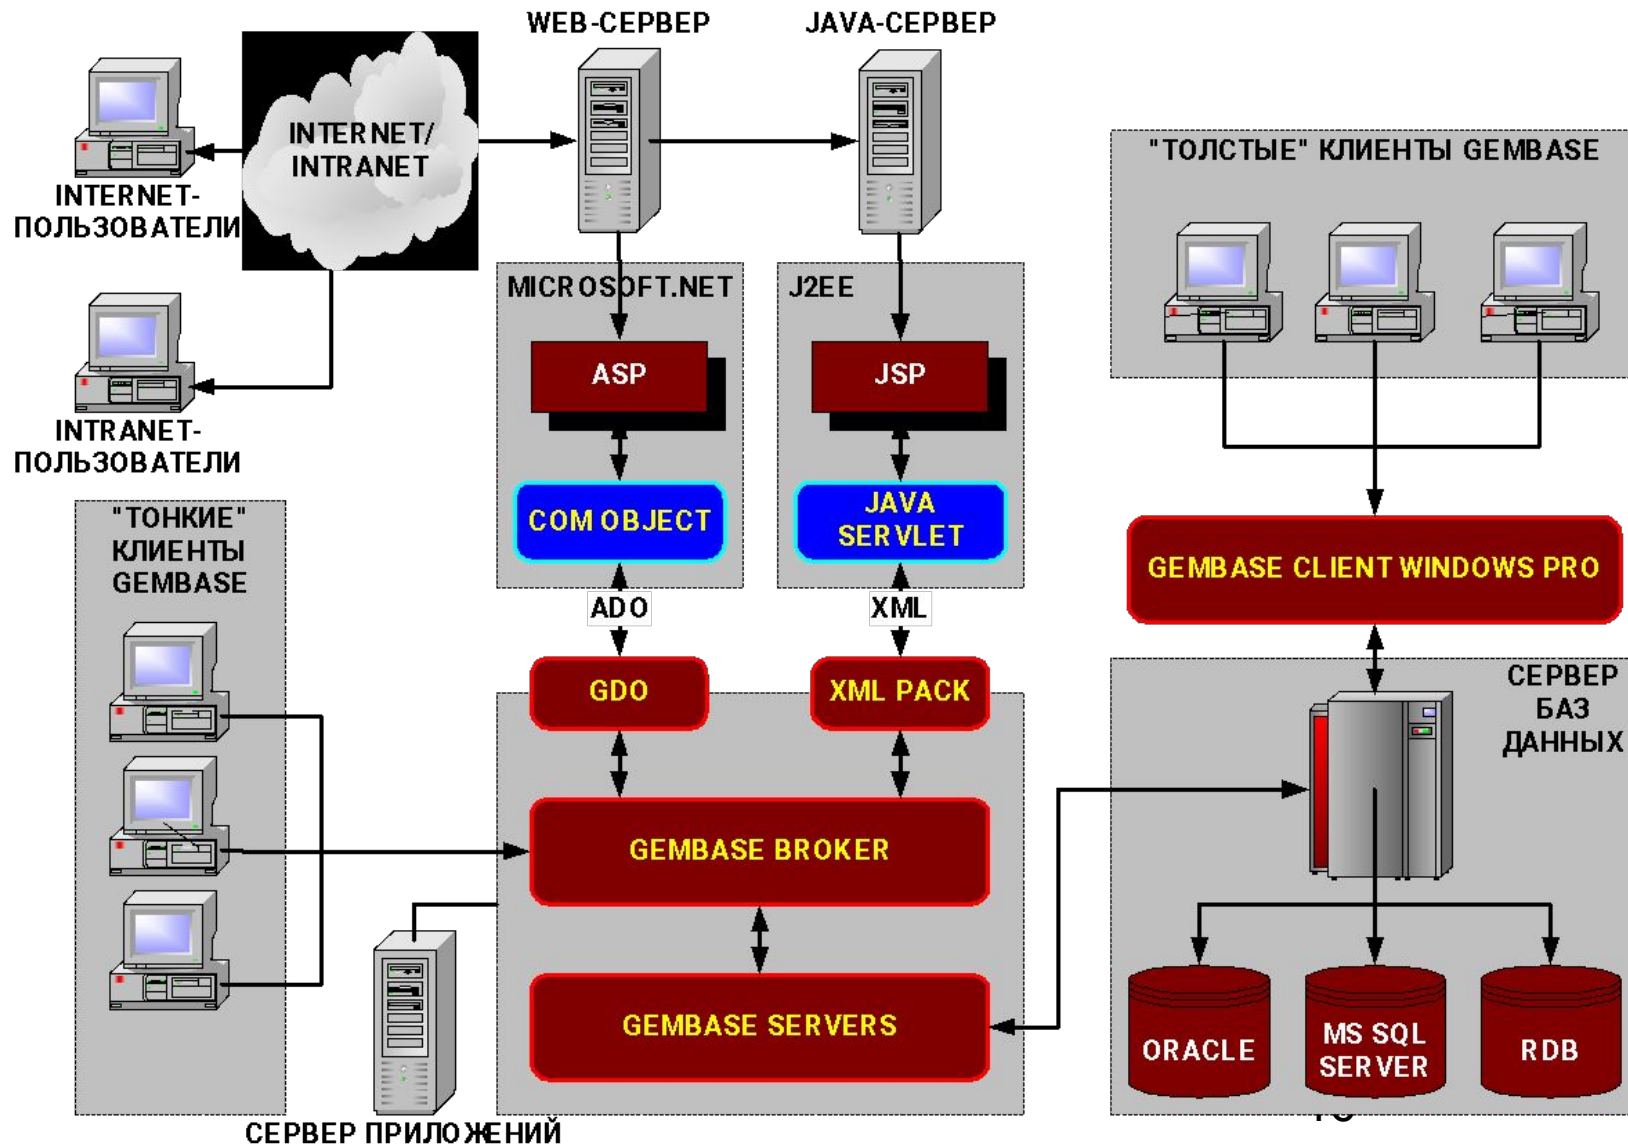 WEB-СЕРВЕР
JAVA-СЕРВЕР
INTERNET/
INTRANET
INTERNET-
ПОЛЬЗОВАТЕЛИ
"ТОЛСТЫЕ" КЛИЕНТЫ GEMBASE
MICROSOFT.NET
J2EE
ASP
JSP
INTRANET-
ПОЛЬЗОВАТЕЛИ
COM OBJECT
JAVA
SERVLET
"ТОНКИЕ"
КЛИЕНТЫ
GEMBASE
GEMBASE CLIENT WINDOWS PRO
ADO
XML
GDO
XML PACK
СЕРВЕР
БАЗ
ДАННЫХ
GEMBASE BROKER
GEMBASE SERVERS
ORACLE
MS SQL
SERVER
RDB
СЕРВЕР ПРИЛОЖЕНИЙ